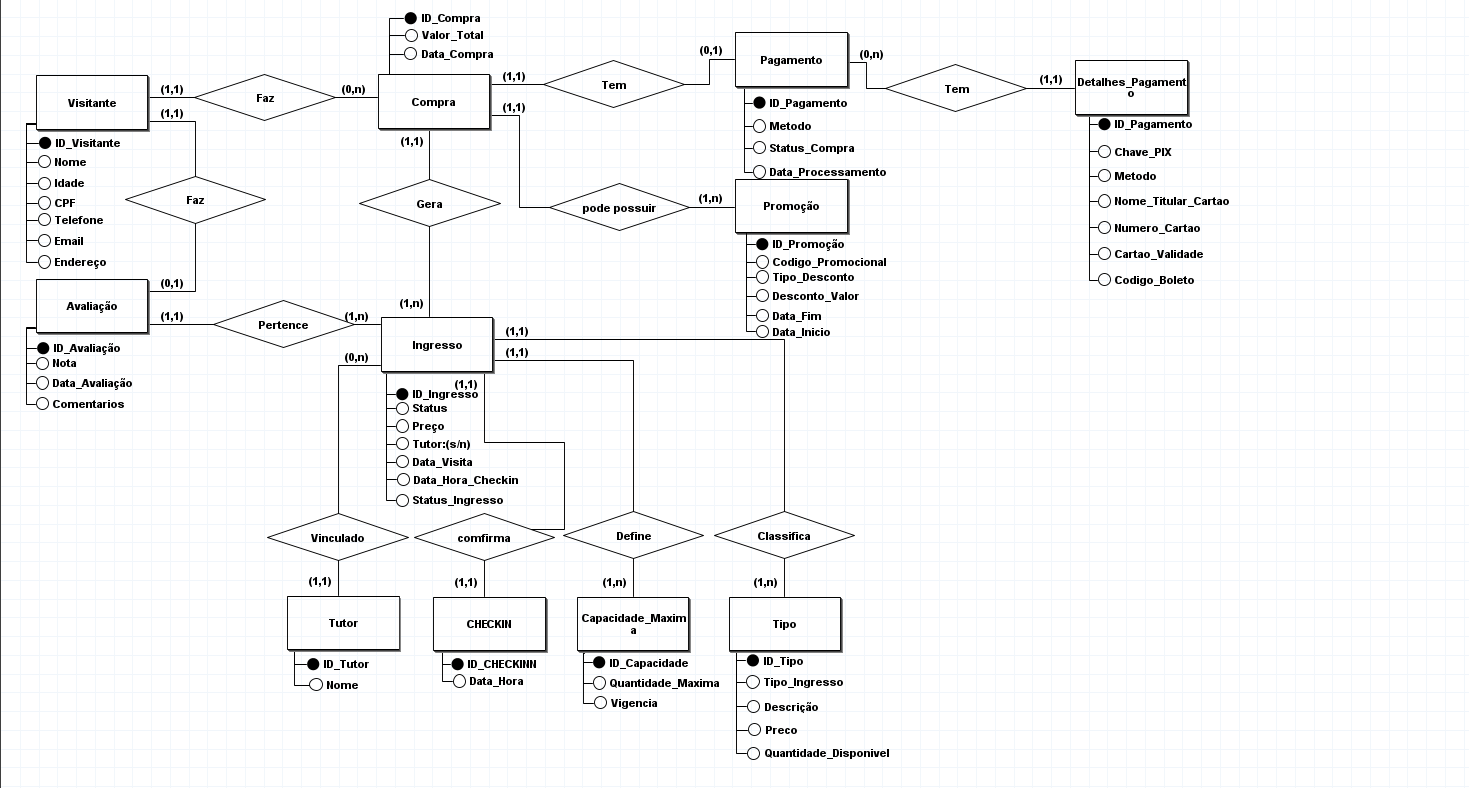 ID_Compra
Valor_Total
Data_Compra
Visitante
(1,1)
Faz
(0,n)
Compra
(1,1)
Tem
(0,1)
Pagamento
(0,n)
Tem
(1,1)
Detalhes_Pagament
o
(1,1)
(1,1)
(1,1)
ID_Visitante
Nome
Idade
CPF
Telefone
Email
Endereço
Faz
Gera
pode possuir
(1,n)
ID_Pagamento
Metodo
Status_Compra
Data_Processamento
Promoção
ID_Promoção
Codigo_Promocional
Tipo_Desconto
Desconto_Valor
Data_Fim
Data_Inicio
ID_Pagamento
Chave_PIX
Metodo
Nome_Titular_Cartao
Numero_Cartao
Cartao_Validade
Codigo_Boleto
(0,1)
Avaliação
(1,1)
Pertence
(1,n)
(1,n)
Ingresso
(1,1)
(1,1)
(0,n)
(1,1)
ID_Avaliação
Nota
Data_Avaliação
Comentarios
ID_Ingresso
Status
Preço
Tutor:(s/n)
Data_Visita
Data_Hora_Checkin
Status_Ingresso
Vinculado
comfirma
Define
Classifica
(1,1)
(1,1)
(1,n)
(1,n)
Tutor
CHECKIN
Capacidade_Maxim
a
Tipo
ID_Tutor
Nome
ID_CHECKINN
Data_Hora
ID_Capacidade
Quantidade_Maxima
Vigencia
ID_Tipo
Tipo_Ingresso
Descrição
Preco
Quantidade_Disponivel